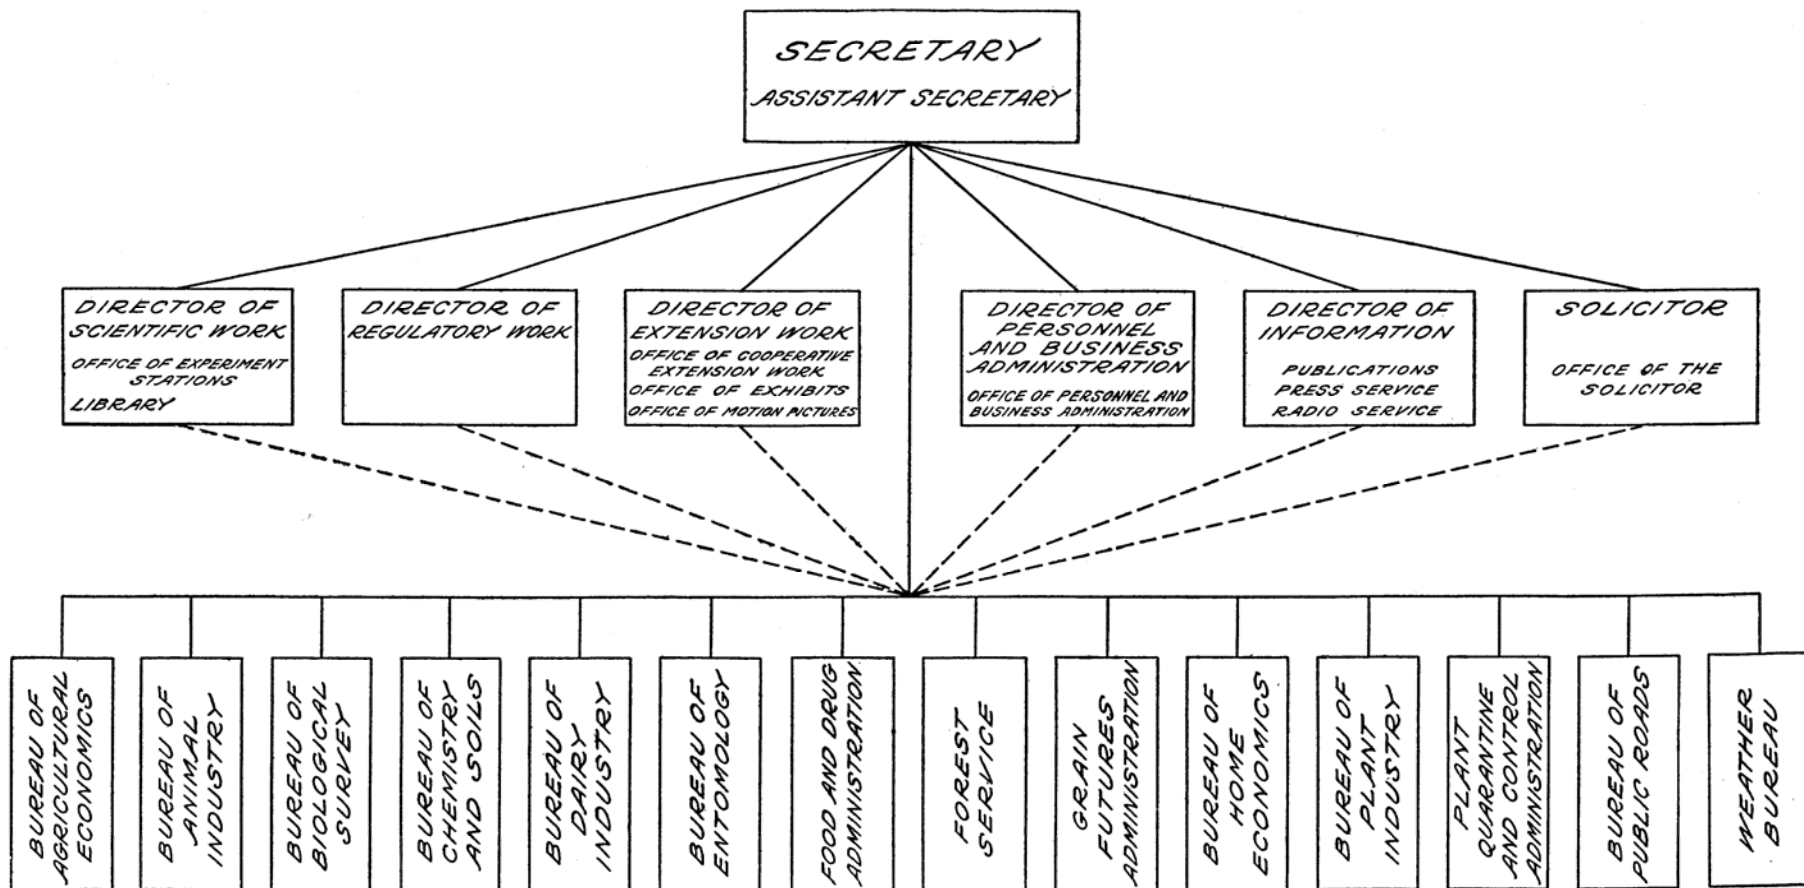 SECRETARY
ASSISTANT SECRETARY
DIRECTOR OF
SCIENTIFIC WORK
OFFICE OF EXPERIMENT
STATIONS
LIBRARY
DIRECTOR OF
REGULATORY WORK
DIRECTOR OF
EXTENSION WORK
OFFICE OF COOPERATIVE
EXTENSION WORK
OFFICE OF EXHIBITS
OFFICE OF MOTION PICTURES
DIRECTOR OF
PERSONNEL
AND BUSINESS
ADMINISTRATION
OFFICE OF PERSONNEL AND
BUSINESS ADMINISTRATION
DIRECTOR OF
INFORMATION
PUBLICATIONS
PRESS SERVICE
RADIO SERVICE
SOLICITOR
OFFICE OF THE
SOLICITOR
BUREAU OF
AGRICULTURAL
ECONOMICS
BUREAU OF
ANIMAL
INDUSTRY
BUREAU OF
BIOLOGICAL
SURVEY
BUREAU OF
CHEMISTRY
AND SOILS
BUREAU OF
DAIRY
INDUSTRY
BUREAU OF
ENTOMOLOGY
FOOD AND DRUG
ADMINISTRATION
FOREST
SERVICE
GRAIN
FUTURES
ADMINISTRATION
BUREAU OF
HOME
ECONOMICS
BUREAU OF
PLANT
INDUSTRY
PLANT
QUARANTINE
AND CONTROL
ADMINISTRATION
BUREAU OF
PUBLIC ROADS
WEATHER
BUREAU